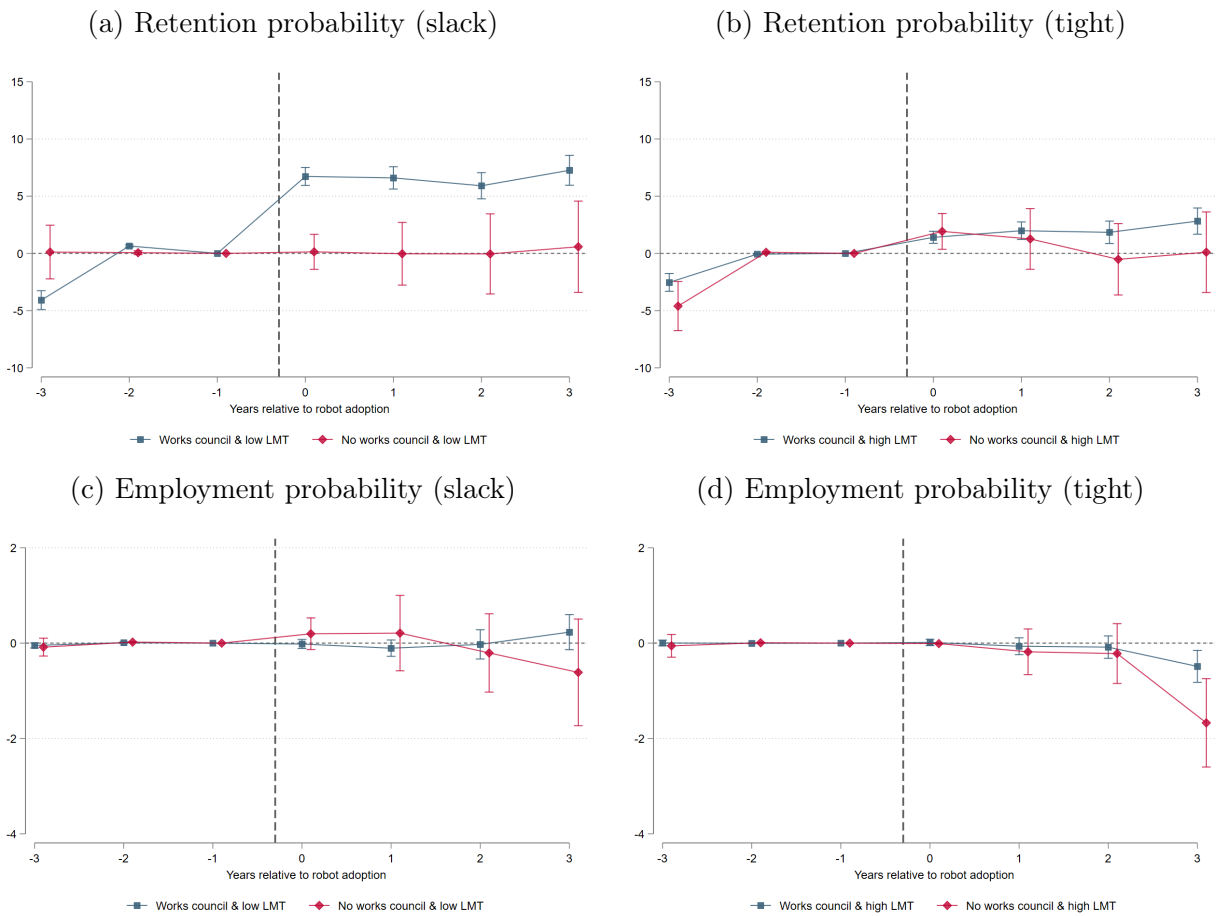 (a) Retention probability (slack)
15
10
5
0
-5
-10
-3 -2 -1 0 1 2 3
Years relative to robot adoption
Works council & low LMT No works council & low LMT
(b) Retention probability (tight)
15
10
5
0
-5
-10
-3 -2 -1 0 1 2 3
Years relative to robot adoption
Works council & high LMT No works council & high LMT
(c) Employment probability (slack)
2
0
-2
-4
-3 -2 -1 0 1 2 3
Years relative to robot adoption
Works council & low LMT No works council & low LMT
(d) Employment probability (tight)
2
0
-2
-4
-3 -2 -1 0 1 2 3
Years relative to robot adoption
Works council & high LMT No works council & high LMT